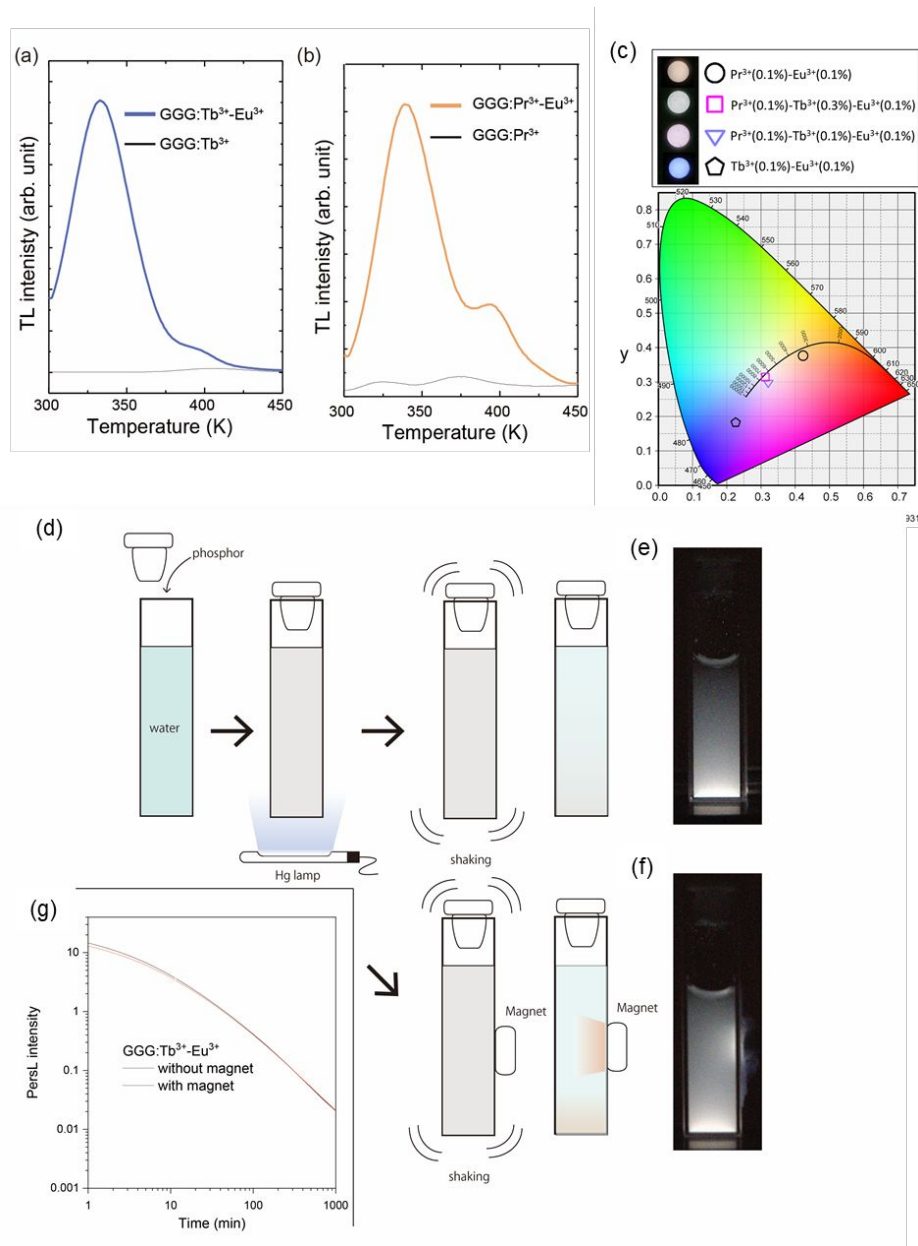 (a)
TL intenisty (arb. unit)
GGG:Tb³⁺-Eu³⁺
GGG:Tb³⁺
300 350 400 450
Temperature (K)
(b)
TL intenisty (arb. unit)
GGG:Pr³⁺-Eu³⁺
GGG:Pr³⁺
300 350 400 450
Temperature (K)
(c)
Pr³⁺(0.1%)-Eu³⁺(0.1%)
Pr³⁺(0.1%)-Tb³⁺(0.3%)-Eu³⁺(0.1%)
Pr³⁺(0.1%)-Tb³⁺(0.1%)-Eu³⁺(0.1%)
Tb³⁺(0.1%)-Eu³⁺(0.1%)
0.8
0.7
0.6
0.5
0.4
y
0.3
0.2
0.1
0.0
0.0 0.1 0.2 0.3 0.4 0.5 0.6 0.7
520
530
540
550
560
570
580
590
600
610
620
630
510
500
490
480
470
460
931
(d)
phosphor
water
Hg lamp
shaking
(e)
(f)
Magnet
Magnet
shaking
(g)
PersL intensity
10
1
0.1
0.01
0.001
GGG:Tb³⁺-Eu³⁺
without magnet
with magnet
1 10 100 1000
Time (min)